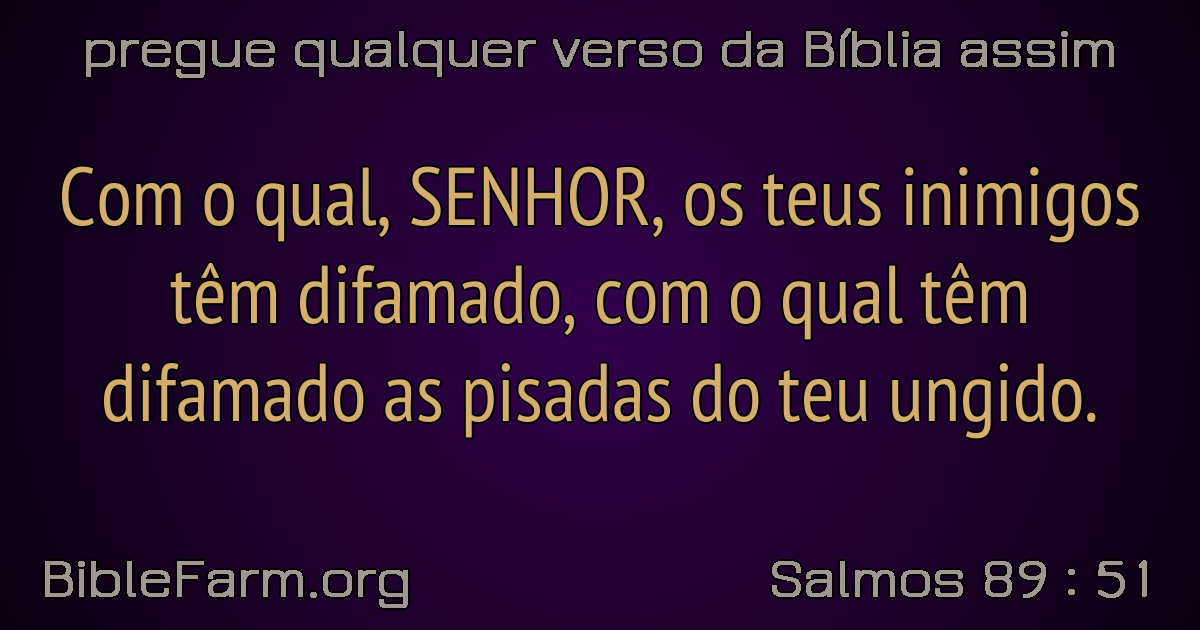 pregue qualquer verso da Bíblia assim
Com o qual, SENHOR, os teus inimigos
têm difamado, com o qual têm
difamado as pisadas do teu ungido.
BibleFarm.org
Salmos 89 : 51